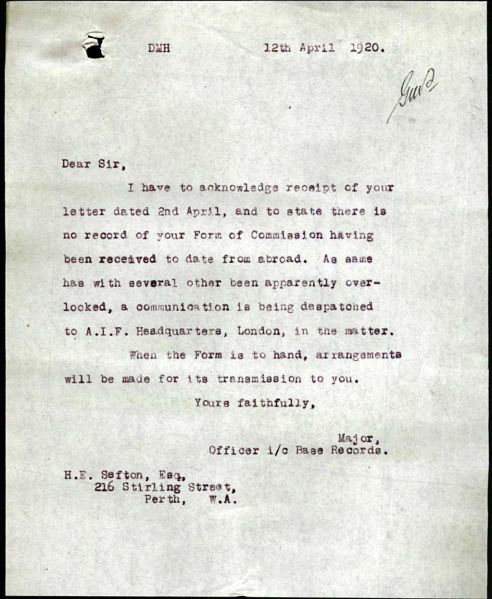 DMH 12th April 1920.
Dear Sir,
I have to acknowledge receipt of your
letter dated 2nd April, and to state there is
no record of your Form of Commission having
been received to date from abroad. As same
has with several other been apparently over-
looked, a communication is being despatched
to A.I.F. Headquarters, London, in the matter.
When the Form is to hand, arrangements
will be made for its transmission to you.
Yours faithfully,
Major,
Officer i/c Base Records.
H.E. Sefton, Esq,
216 Stirling Street,
Perth, W.A.